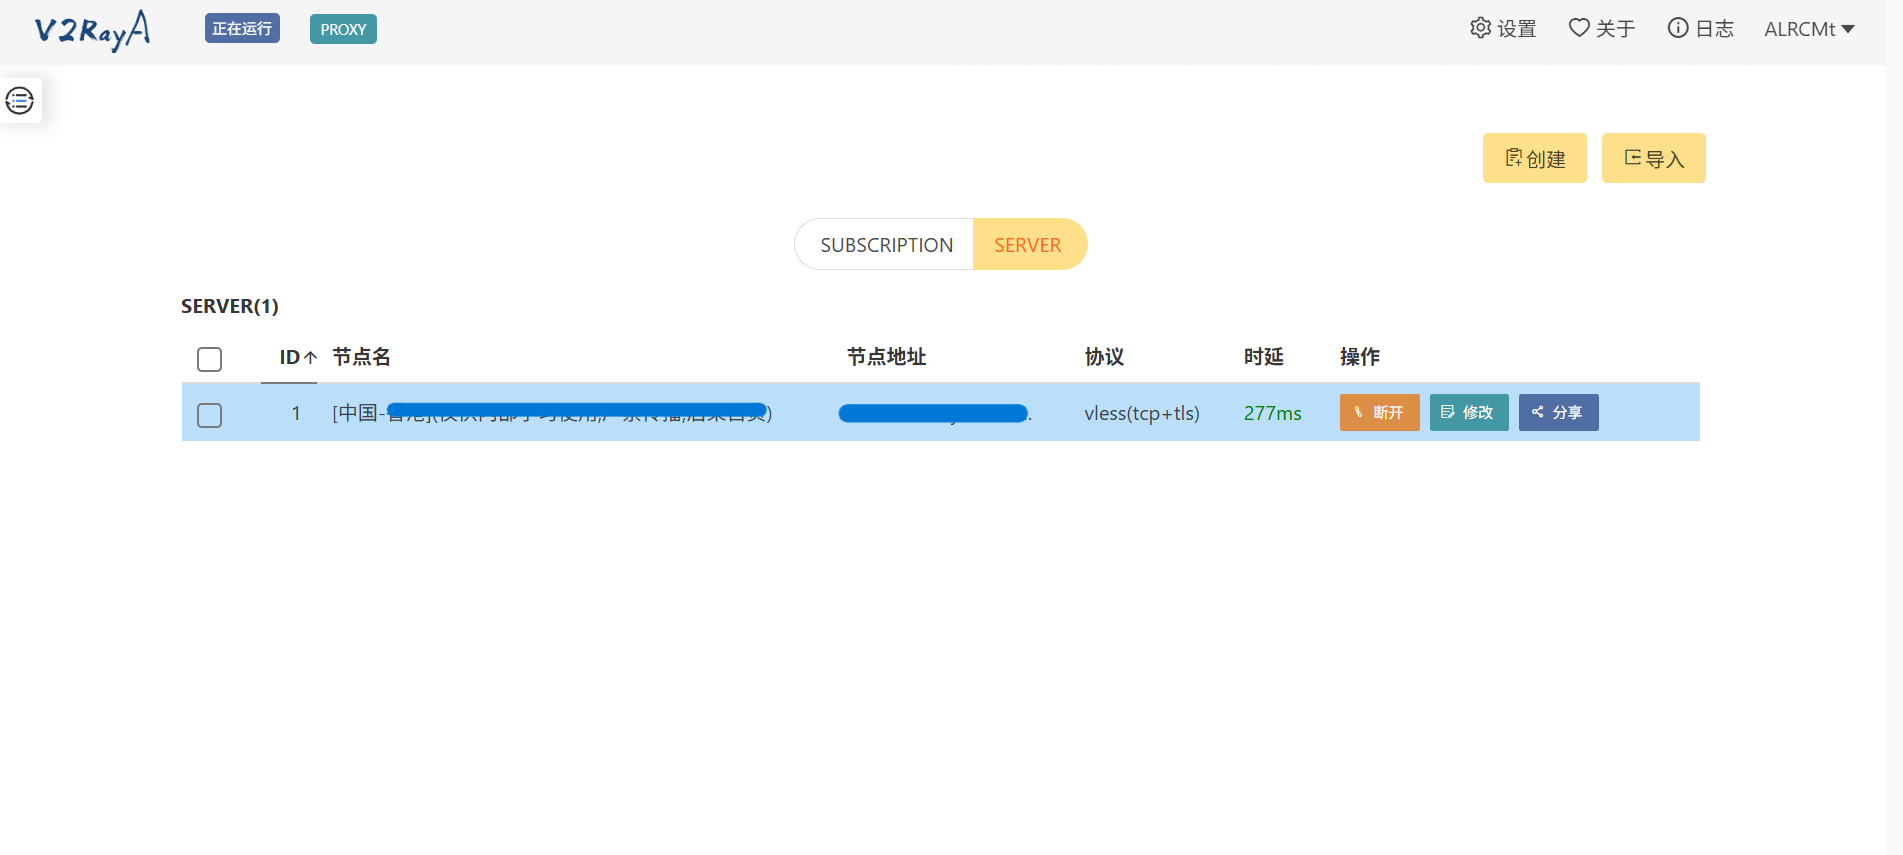 V2RayA 正在运行 PROXY 设置 关于 日志 ALRCMt
创建 导入
SUBSCRIPTION SERVER
SERVER(1)
ID 节点名 节点地址 协议 时延 操作
1 [中国- ) . vless(tcp+tls) 277ms 断开 修改 分享